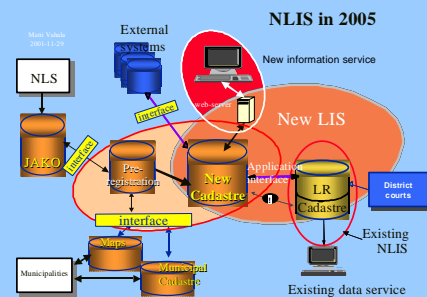 NLIS in 2005
Matti Vahala
2001-11-29
External
systems
New information service
NLS
interface
web-server
New LIS
Interface
JAKO
Pre-
registration
New
Cadastre
Application
interface
LR
Cadastre
District
courts
interface
Existing
NLIS
Maps
Municipalities
Municipal
Cadastre
Existing data service